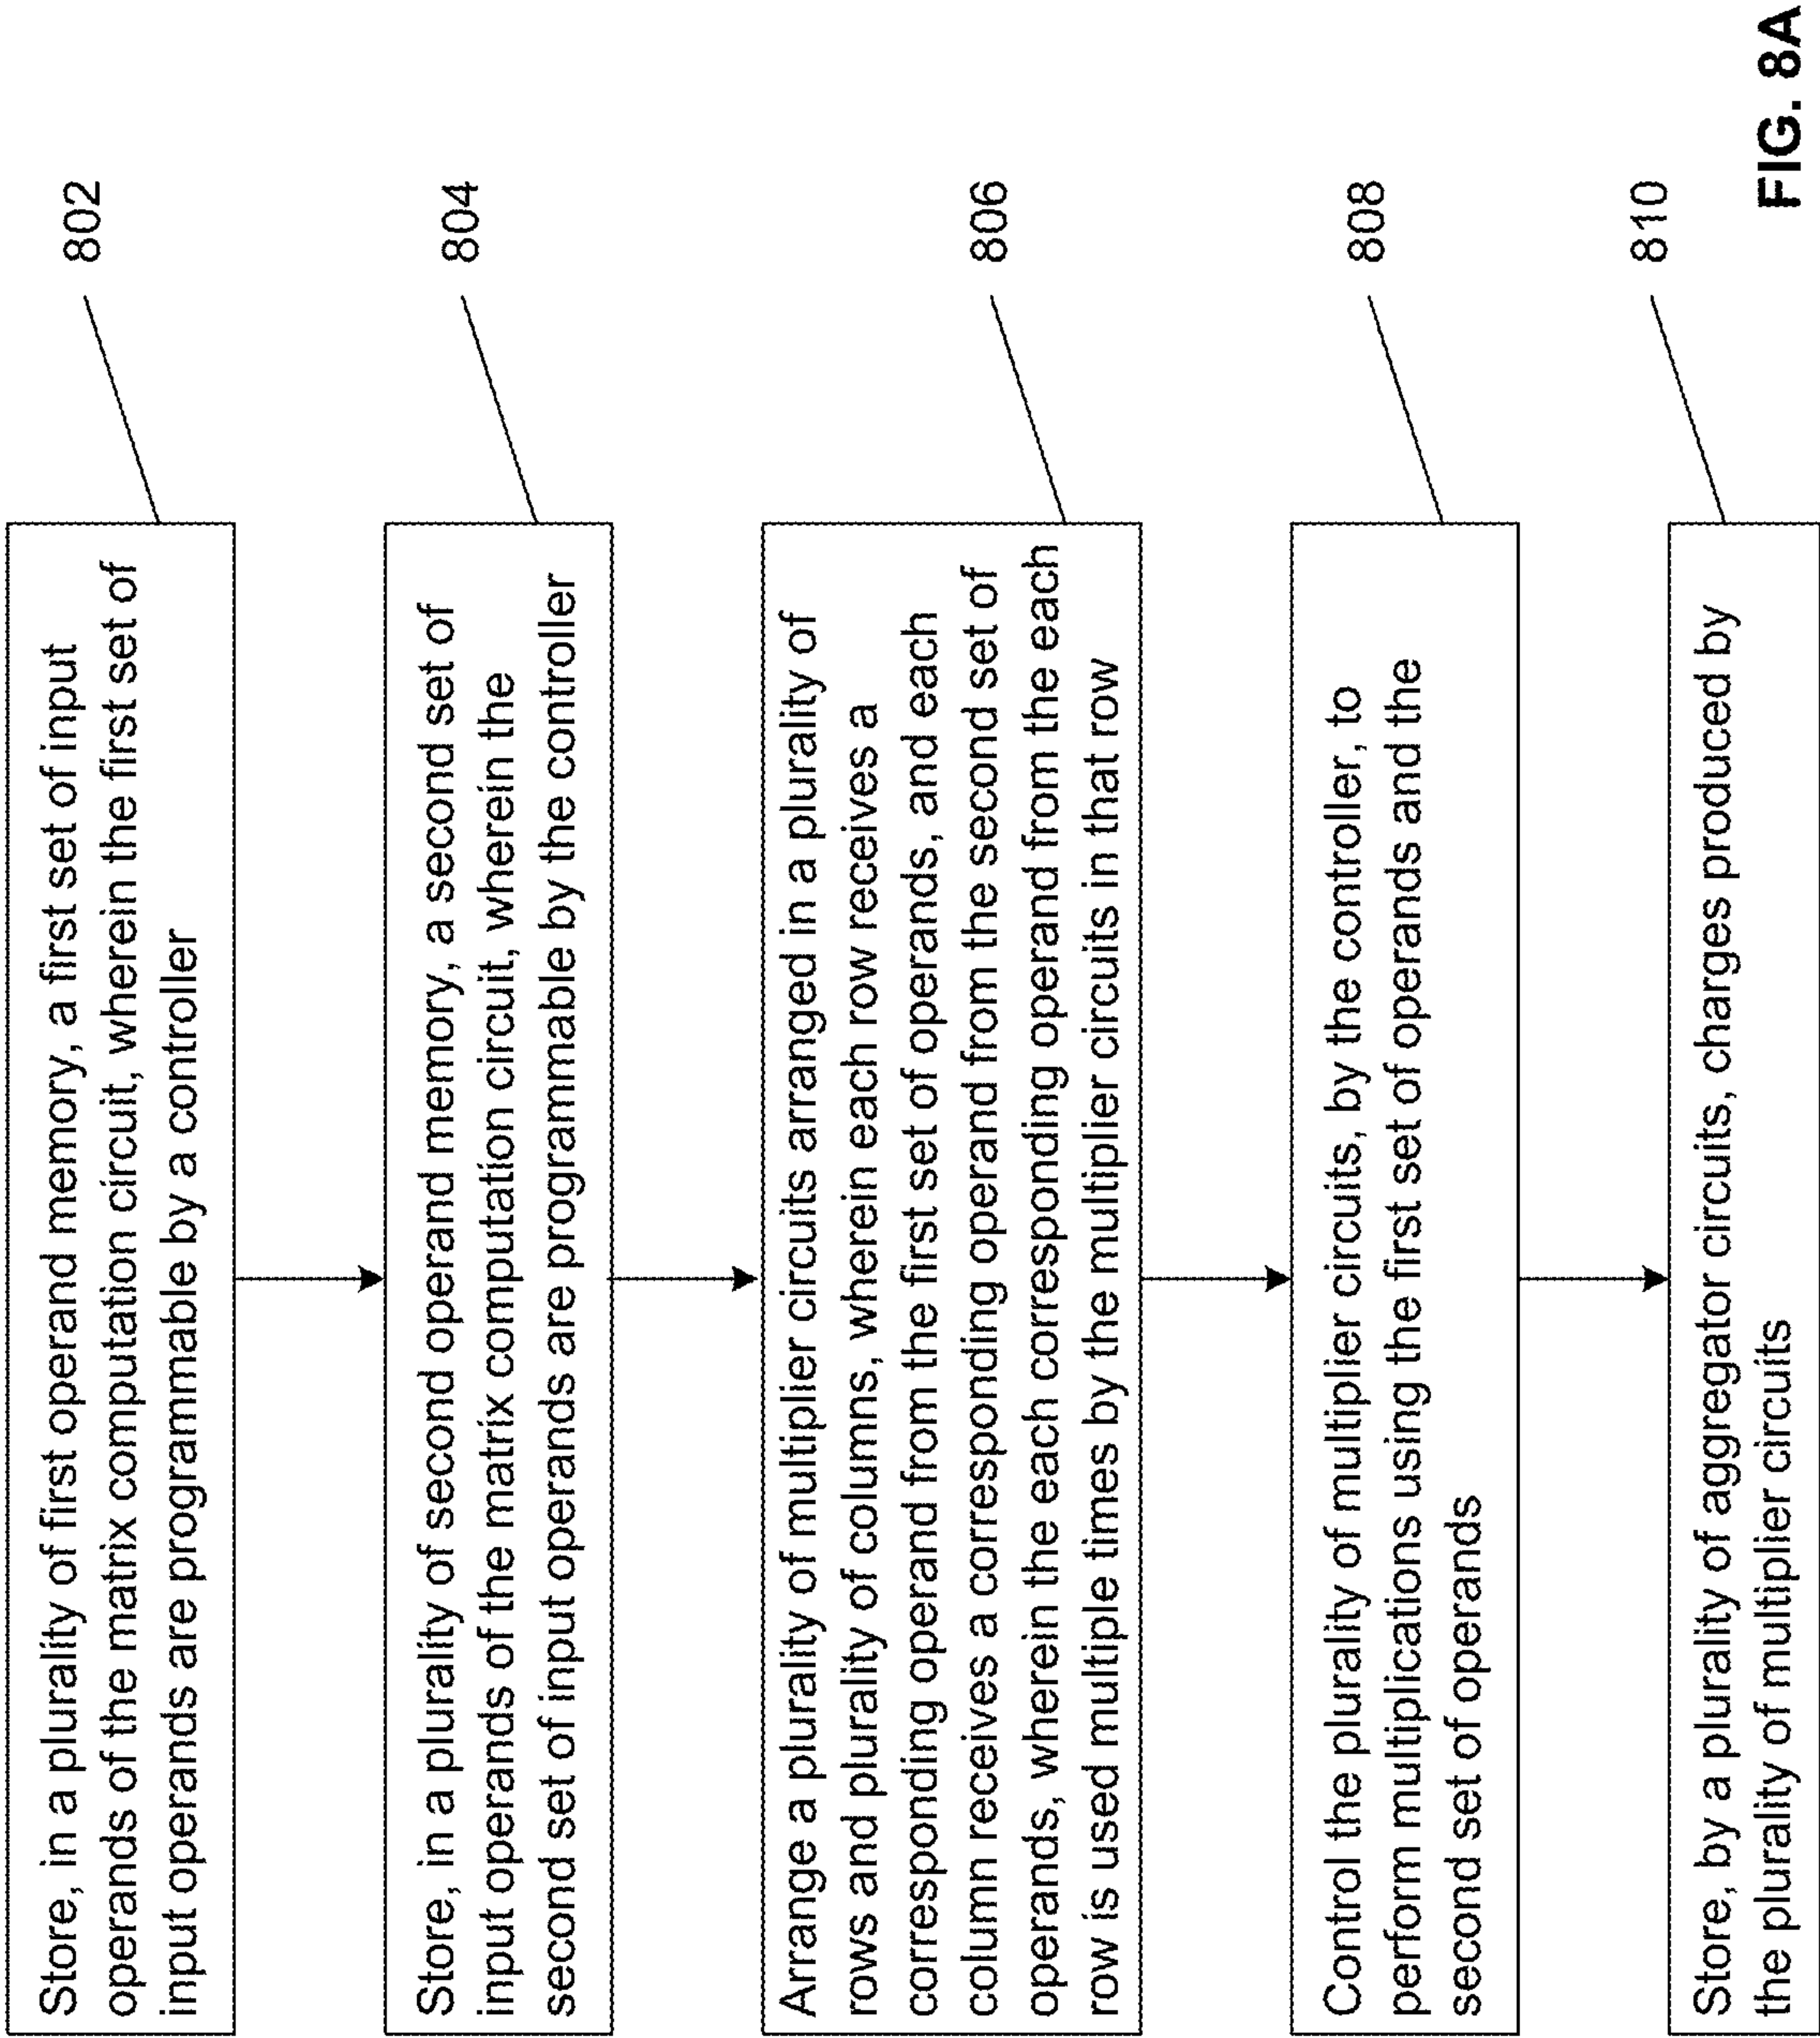 Store, in a plurality of first operand memory, a first set of input
operands of the matrix computation circuit, wherein the first set of
input operands are programmable by a controller
802
Store, in a plurality of second operand memory, a second set of
input operands of the matrix computation circuit, wherein the
second set of input operands are programmable by the controller
804
Arrange a plurality of multiplier circuits arranged in a plurality of
rows and plurality of columns, wherein each row receives a
corresponding operand from the first set of operands, and each
column receives a corresponding operand from the second set of
operands, wherein the each corresponding operand from the each
row is used multiple times by the multiplier circuits in that row
806
Control the plurality of multiplier circuits, by the controller, to
perform multiplications using the first set of operands and the
second set of operands
808
Store, by a plurality of aggregator circuits, charges produced by
the plurality of multiplier circuits
810
FIG. 8A